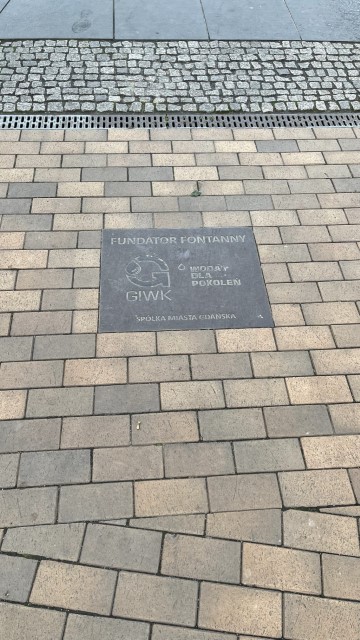 FUNDATOR FONTANNY
GIWK
WODA
DLA
POKOLEŃ
SPÓŁKA MIASTA GDAŃSKA